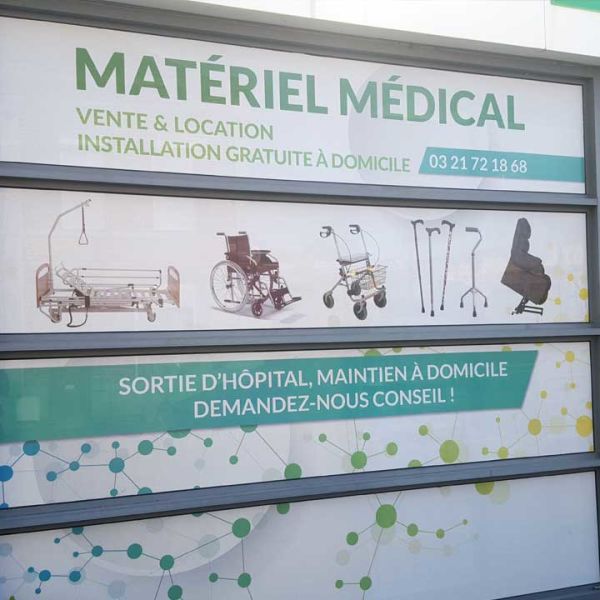 MATÉRIEL MÉDICAL
VENTE & LOCATION
INSTALLATION GRATUITE À DOMICILE
03 21 72 18 68
SORTIE D'HÔPITAL, MAINTIEN À DOMICILE
DEMANDEZ-NOUS CONSEIL !